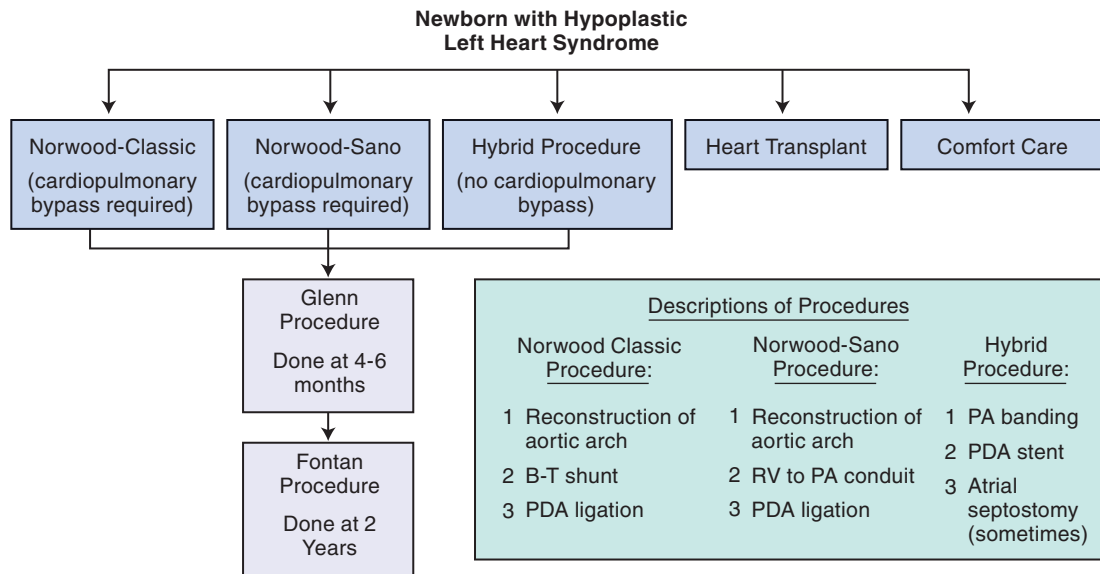 Newborn with Hypoplastic
Left Heart Syndrome
Norwood-Classic
(cardiopulmonary
bypass required)
Norwood-Sano
(cardiopulmonary
bypass required)
Hybrid Procedure
(no cardiopulmonary
bypass)
Heart Transplant
Comfort Care
Glenn
Procedure
Done at 4-6
months
Fontan
Procedure
Done at 2
Years
Descriptions of Procedures
Norwood Classic
Procedure:
1 Reconstruction of
aortic arch
2 B-T shunt
3 PDA ligation
Norwood-Sano
Procedure:
1 Reconstruction of
aortic arch
2 RV to PA conduit
3 PDA ligation
Hybrid
Procedure:
1 PA banding
2 PDA stent
3 Atrial
septostomy
(sometimes)